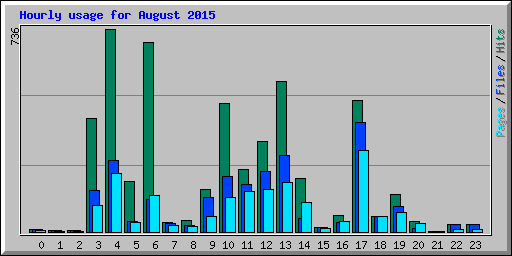 Hourly usage for August 2015
736
Pages / Files / Hits
0 1 2 3 4 5 6 7 8 9 10 11 12 13 14 15 16 17 18 19 20 21 22 23